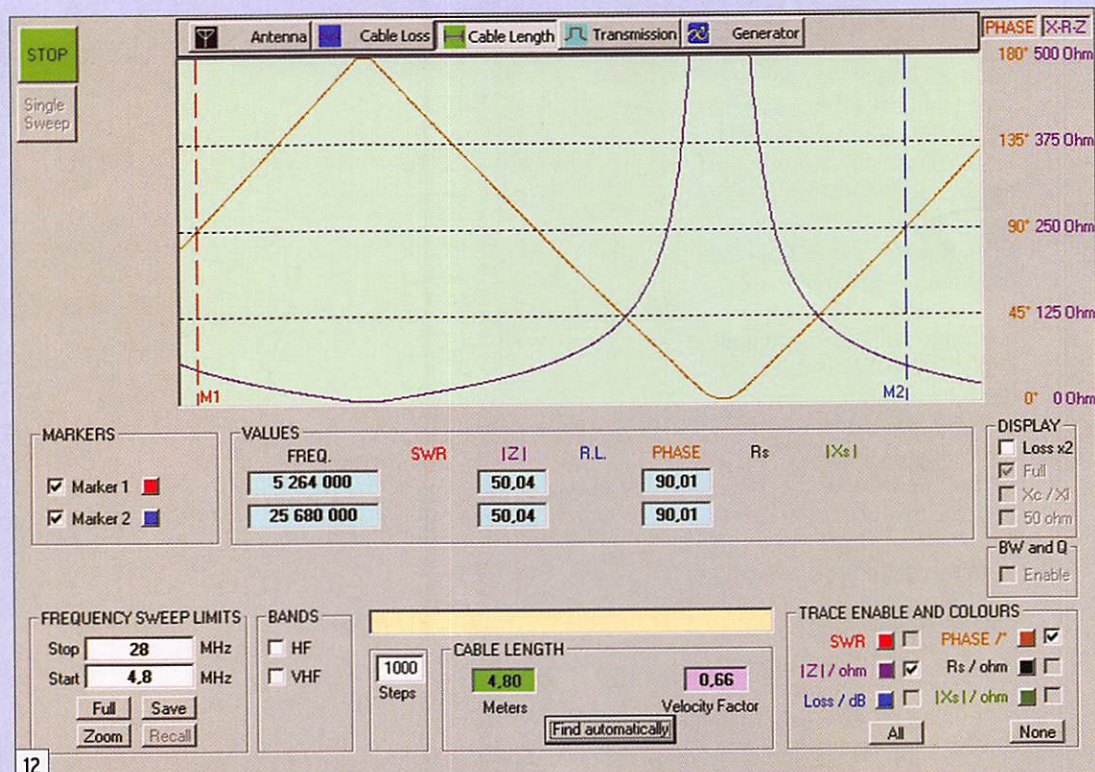 STOP
Single
Sweep
Antenna Cable Loss Cable Length Transmission Generator
PHASE X-R-Z
180° 500 Ohm
135° 375 Ohm
90° 250 Ohm
45° 125 Ohm
0° 0 Ohm
M1
M2
MARKERS
Marker 1
Marker 2
VALUES
FREQ. SWR |Z| R.L. PHASE Rs |Xs|
5 264 000 50,04 90,01
25 680 000 50,04 90,01
DISPLAY
Loss x2
Full
Xc / Xl
50 ohm
BW and Q
Enable
FREQUENCY SWEEP LIMITS
Stop 28 MHz
Start 4,8 MHz
Full Save
Zoom Recall
BANDS
HF
VHF
1000
Steps
CABLE LENGTH
4,80 0,66
Meters Velocity Factor
Find automatically
TRACE ENABLE AND COLOURS
SWR PHASE /°
|Z| / ohm Rs / ohm
Loss / dB |Xs| / ohm
All None
12